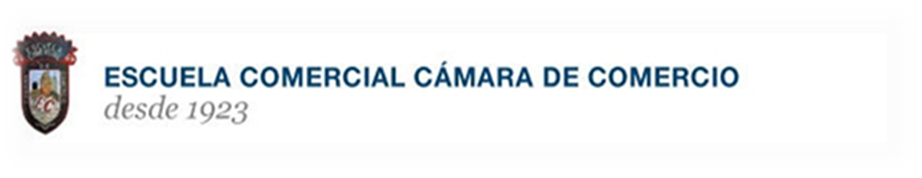 ESCUELA COMERCIAL CÁMARA DE COMERCIO
desde 1923